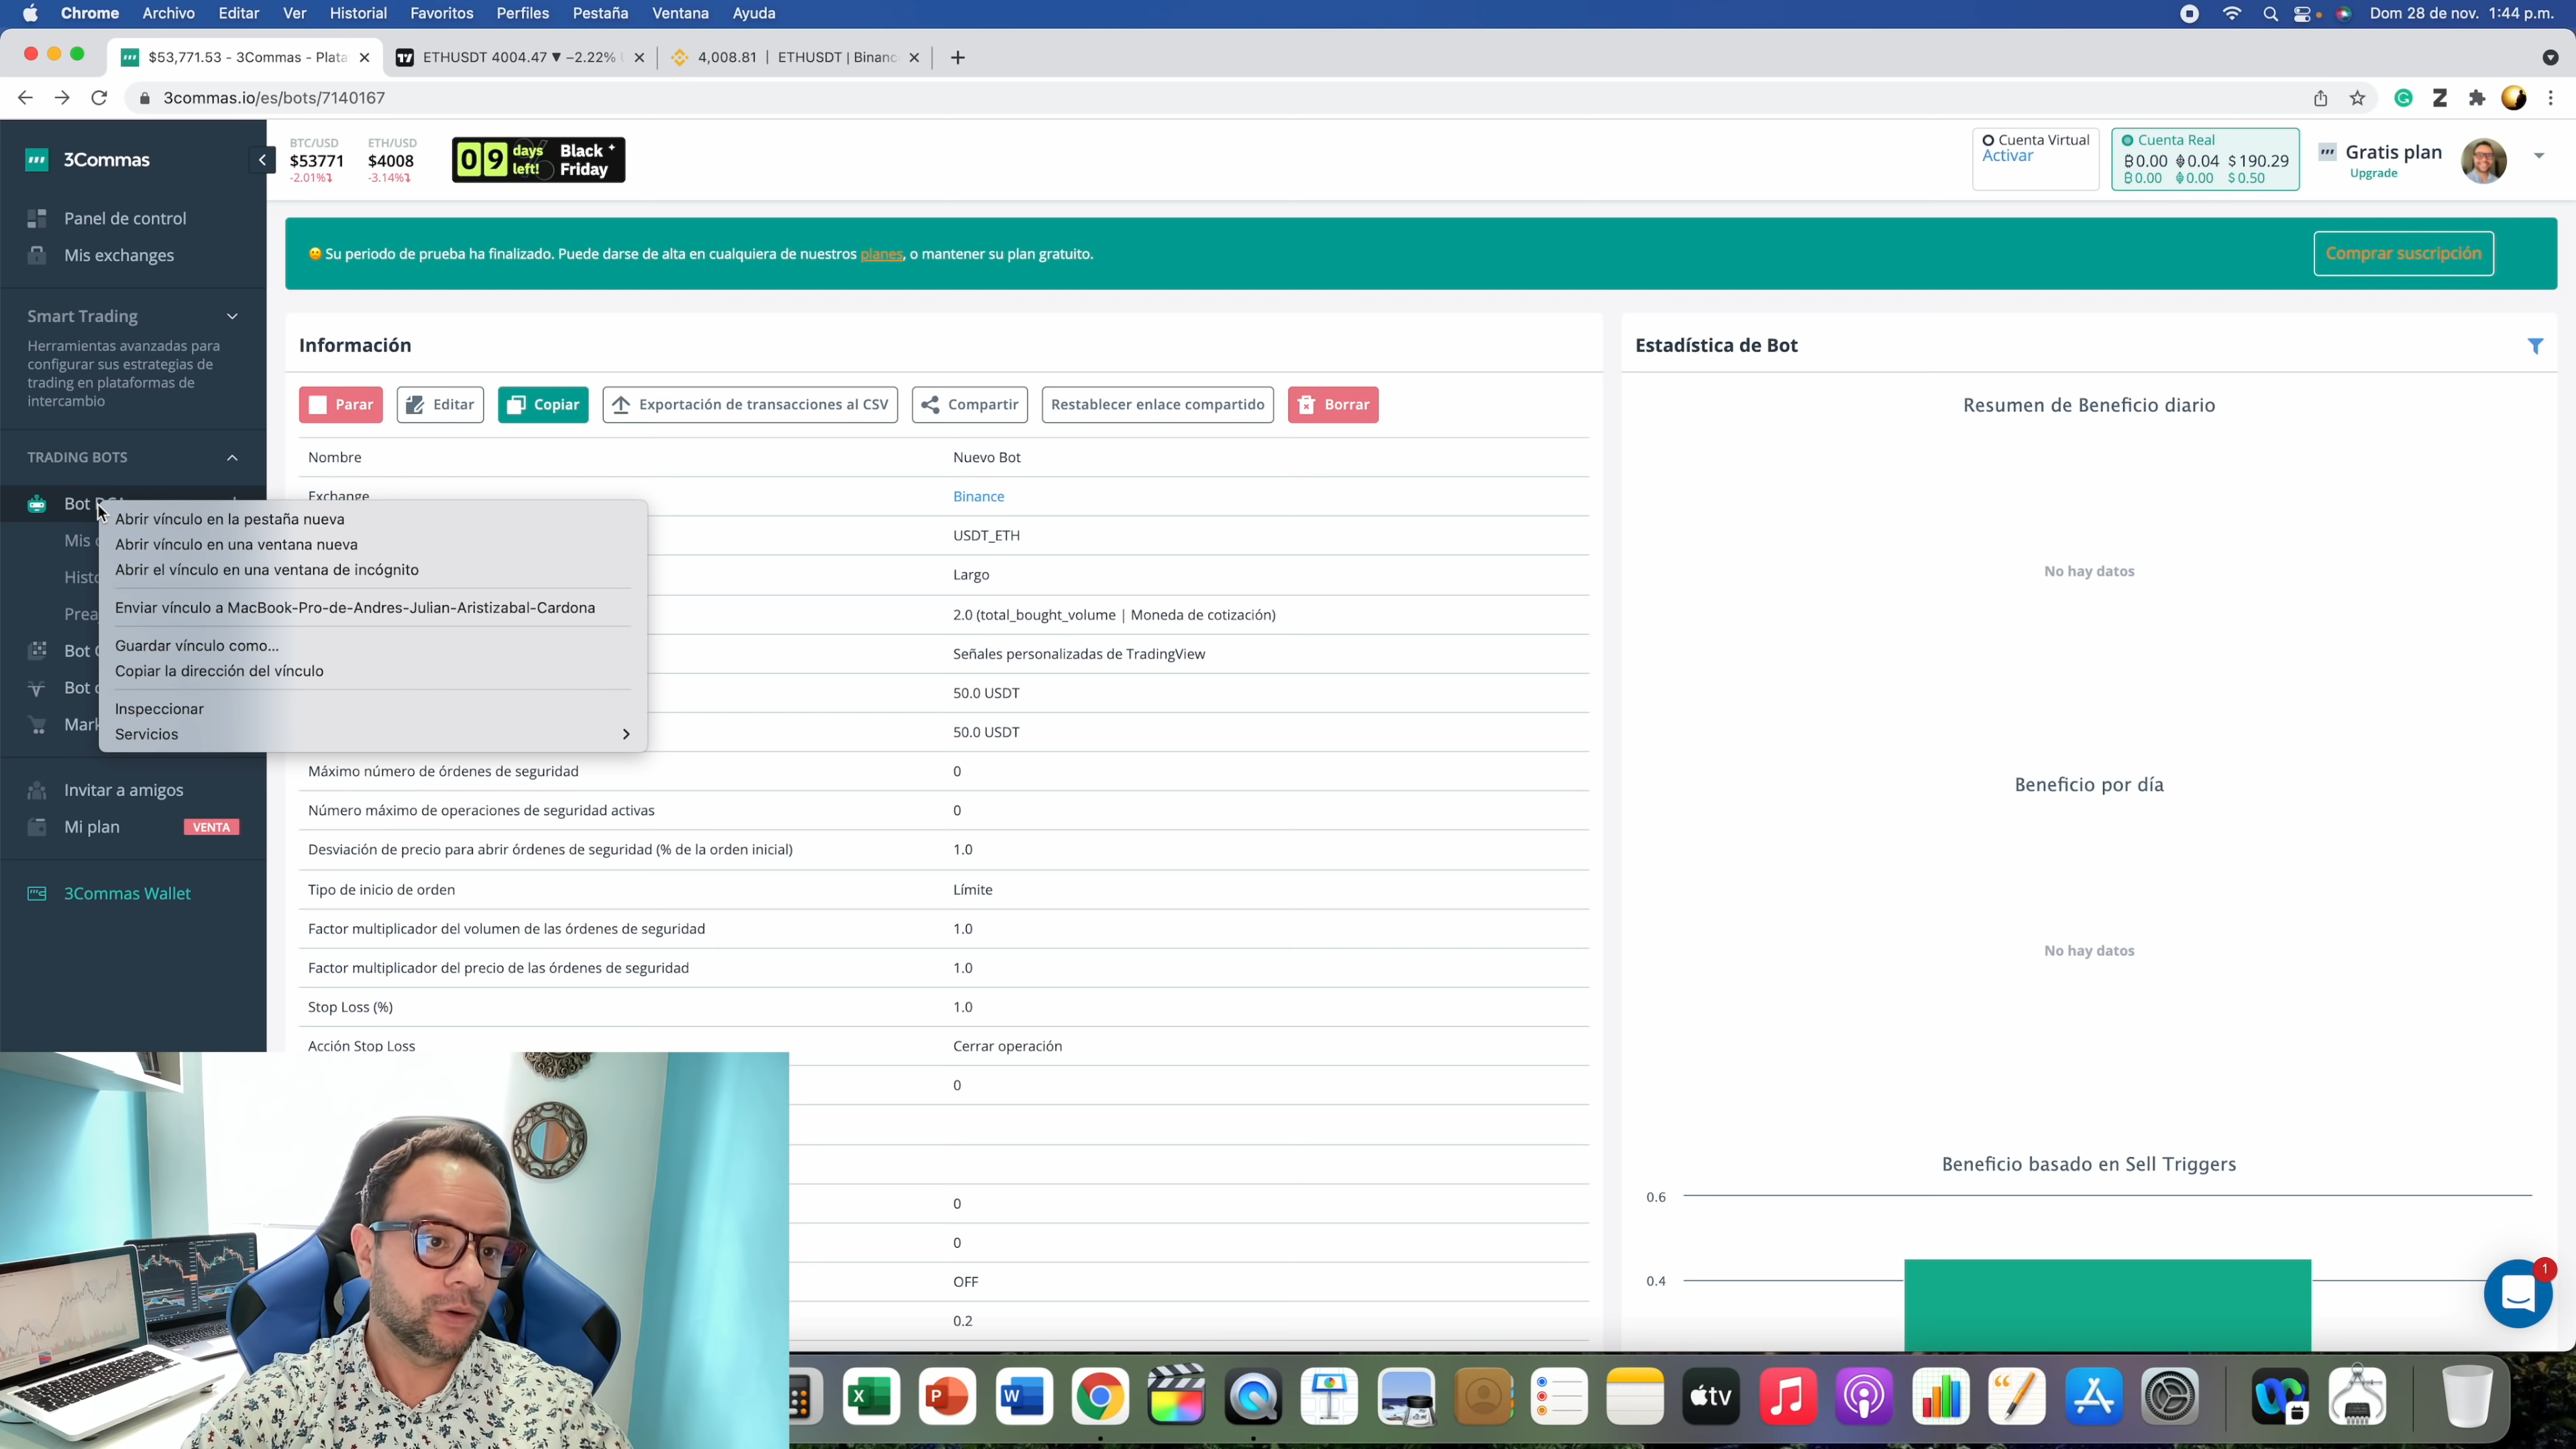 Chrome Archivo Editar Ver Historial Favoritos Perfiles Pestaña Ventana Ayuda
Dom 28 de nov. 1:44 p.m.
$53,771.53 - 3Commas - Plata
ETHUSDT 4004.47 ▼ −2.22%
4,008.81 | ETHUSDT | Binanc
3commas.io/es/bots/7140167
3Commas
BTC/USD
$53771
-2.01%
ETH/USD
$4008
-3.14%
09 days left! Black Friday
Cuenta Virtual
Activar
Cuenta Real
0.00 0.04 $190.29
0.00 0.00 $0.50
Gratis plan
Upgrade
Su periodo de prueba ha finalizado. Puede darse de alta en cualquiera de nuestros planes, o mantener su plan gratuito.
Comprar suscripción
Panel de control
Mis exchanges
Smart Trading
Herramientas avanzadas para
configurar sus estrategias de
trading en plataformas de
intercambio
TRADING BOTS
Bot
Mis
Histo
Prea
Bot
Bot
Mark
Invitar a amigos
Mi plan VENTA
3Commas Wallet
Abrir vínculo en la pestaña nueva
Abrir vínculo en una ventana nueva
Abrir el vínculo en una ventana de incógnito
Enviar vínculo a MacBook-Pro-de-Andres-Julian-Aristizabal-Cardona
Guardar vínculo como...
Copiar la dirección del vínculo
Inspeccionar
Servicios
Información
Parar Editar Copiar Exportación de transacciones al CSV Compartir Restablecer enlace compartido Borrar
Nombre Nuevo Bot
Exchange Binance
USDT_ETH
Largo
2.0 (total_bought_volume | Moneda de cotización)
Señales personalizadas de TradingView
50.0 USDT
50.0 USDT
Máximo número de órdenes de seguridad 0
Número máximo de operaciones de seguridad activas 0
Desviación de precio para abrir órdenes de seguridad (% de la orden inicial) 1.0
Tipo de inicio de orden Límite
Factor multiplicador del volumen de las órdenes de seguridad 1.0
Factor multiplicador del precio de las órdenes de seguridad 1.0
Stop Loss (%) 1.0
Acción Stop Loss Cerrar operación
0
0
0
OFF
0.2
Estadística de Bot
Resumen de Beneficio diario
No hay datos
Beneficio por día
No hay datos
Beneficio basado en Sell Triggers
0.6
0.4
1
tv